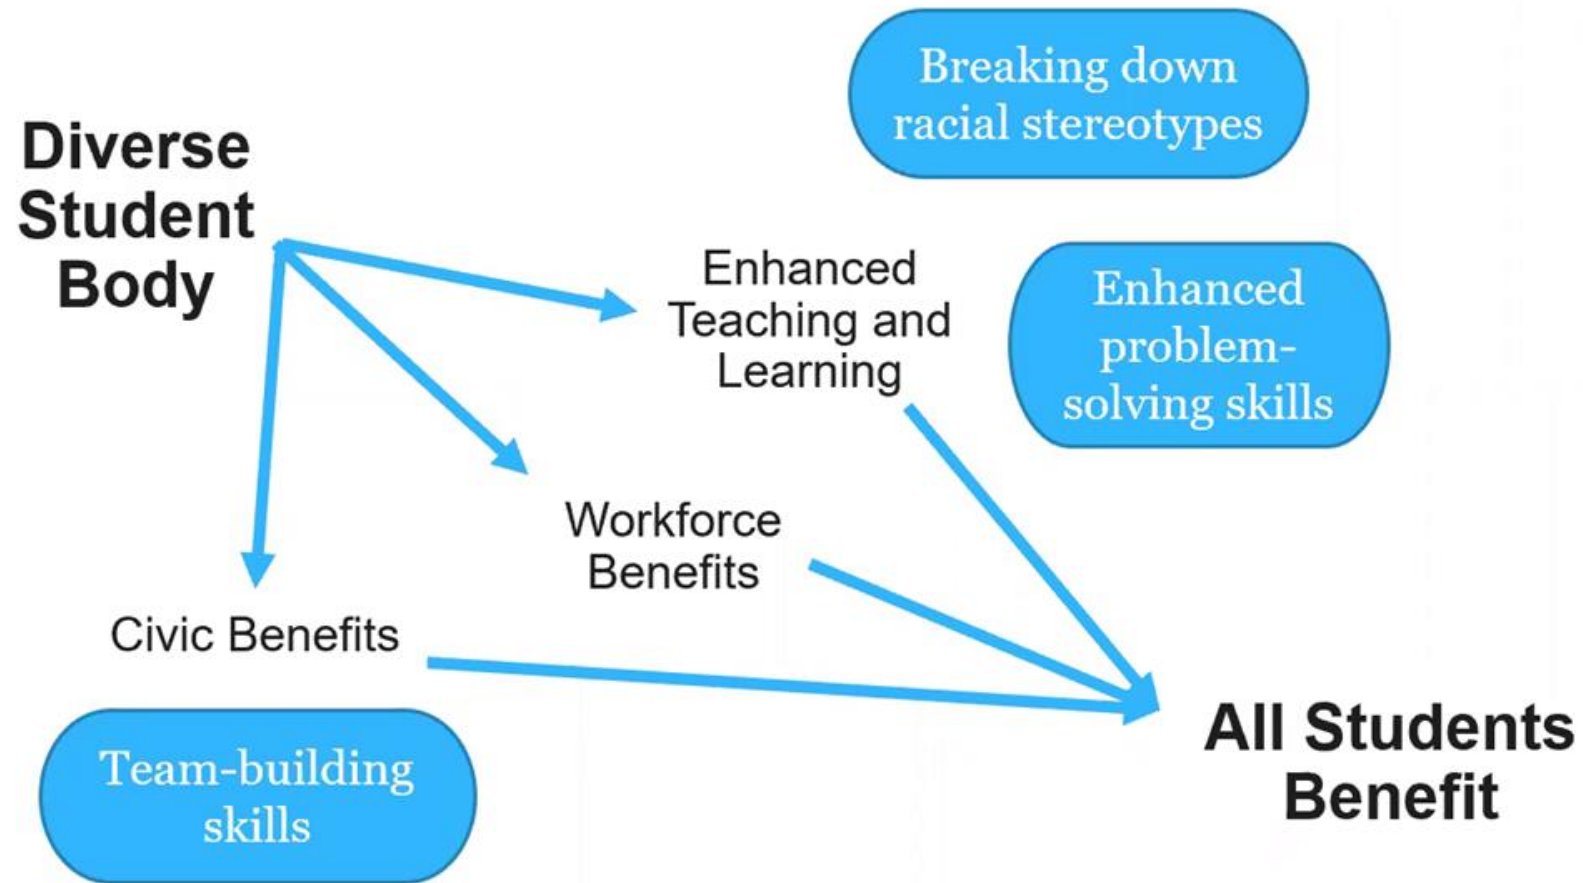 Breaking down
racial stereotypes
Diverse
Student
Body
Enhanced
Teaching and
Learning
Enhanced
problem-
solving skills
Workforce
Benefits
Civic Benefits
Team-building
skills
All Students
Benefit